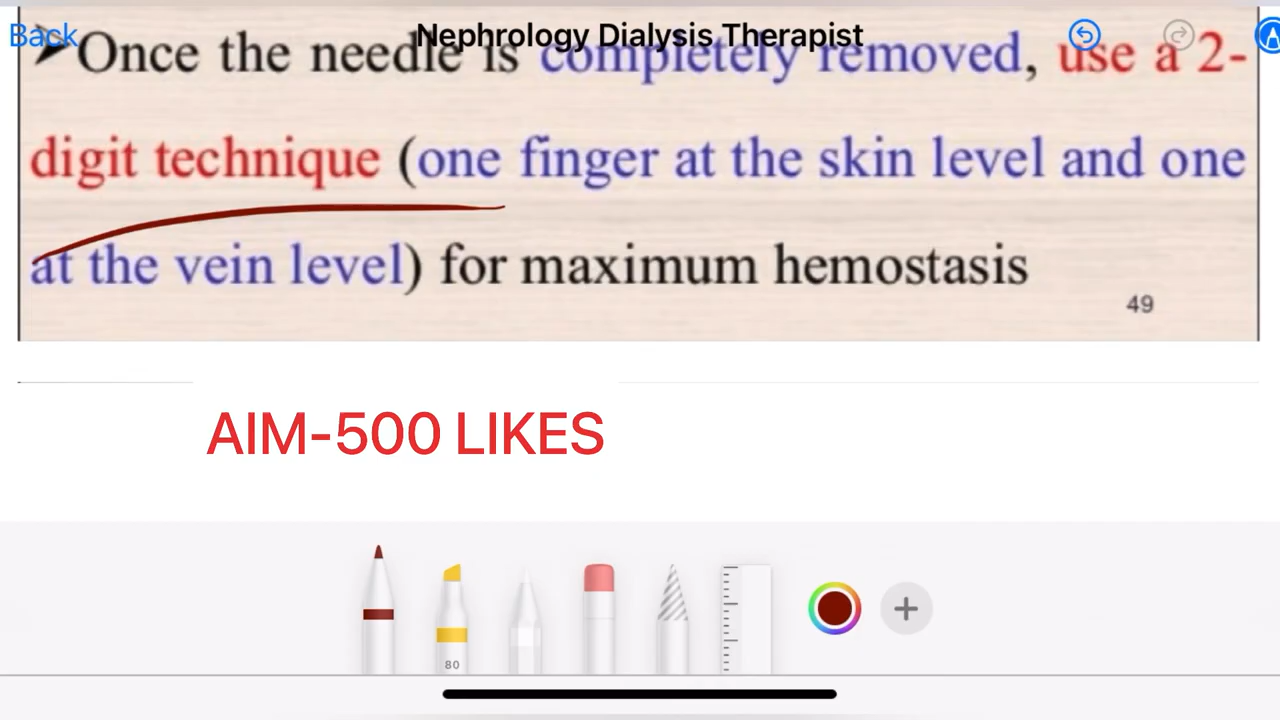 Back
Nephrology Dialysis Therapist
➤Once the needle is completely removed, use a 2-
digit technique (one finger at the skin level and one
at the vein level) for maximum hemostasis
49
AIM-500 LIKES
80